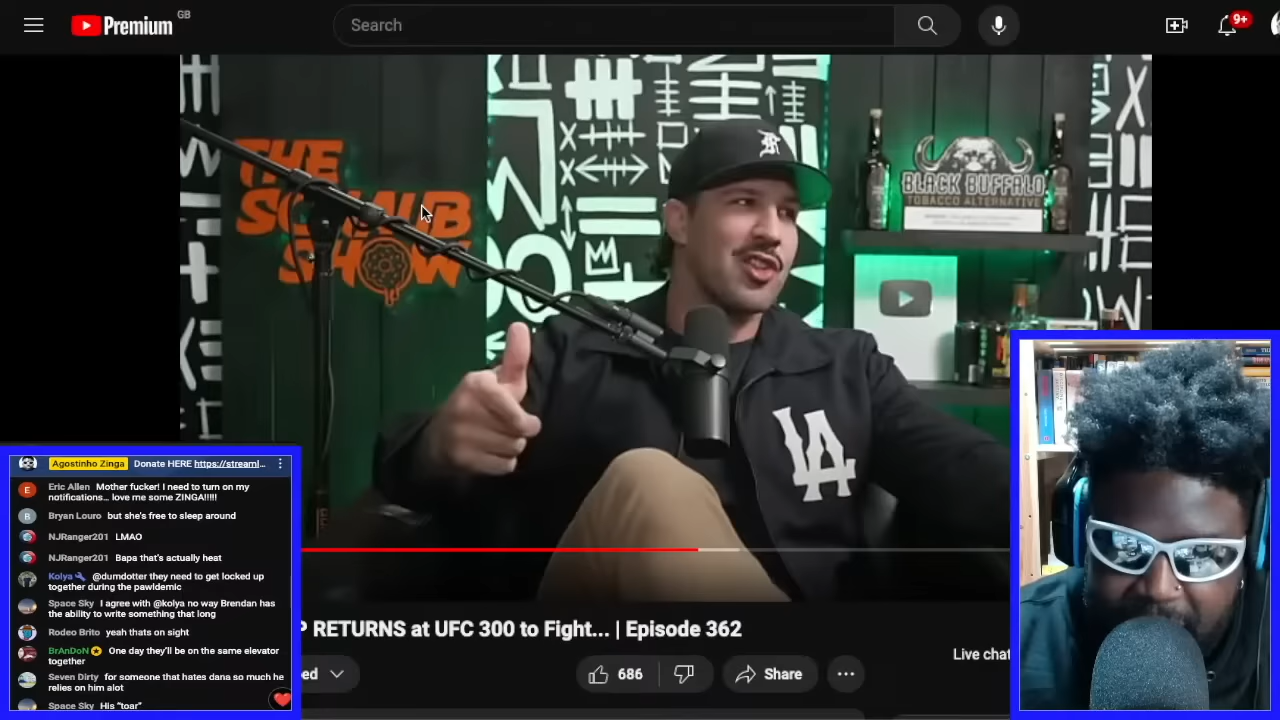 Premium
GB
Search
9+
THE
SCHAUB
SHOW
BLACK BUFFALO
TOBACCO ALTERNATIVE
LA
P RETURNS at UFC 300 to Fight... | Episode 362
ed
686
Share
Live chat
Agostinho Zinga Donate HERE https://streaml...
Eric Allen Mother fucker! I need to turn on my
notifications... love me some ZINGA!!!!!
Bryan Louro but she's free to sleep around
NJRanger201 LMAO
NJRanger201 Bapa that's actually heat
Kolya @dumdotter they need to get locked up
together during the pawldemic
Space Sky I agree with @kolya no way Brendan has
the ability to write something that long
Rodeo Brito yeah thats on sight
BrAnDoN One day they'll be on the same elevator
together
Seven Dirty for someone that hates dana so much he
relies on him alot
Space Sky His "toar"